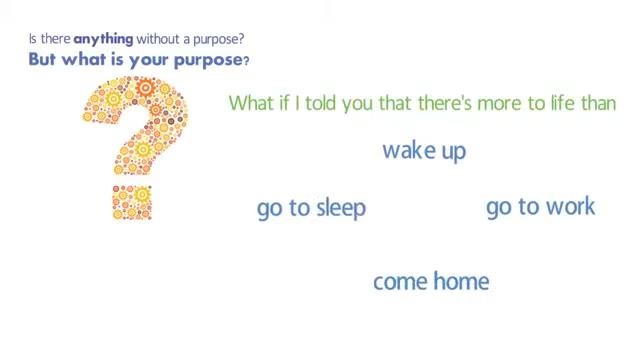 Is there anything without a purpose?
But what is your purpose?
What if I told you that there's more to life than
wake up
go to sleep
go to work
come home